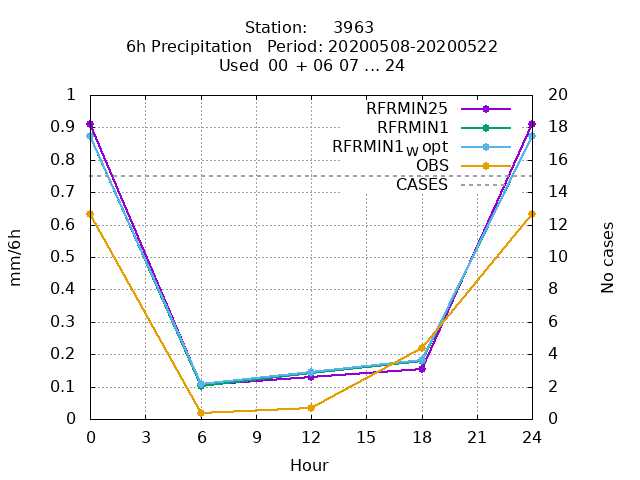 Station: 3963
6h Precipitation Period: 20200508-20200522
Used 00 + 06 07 ... 24
1
0.9
0.8
0.7
0.6
0.5
0.4
0.3
0.2
0.1
0
20
18
16
14
12
10
8
6
4
2
0
RFRMIN25
RFRMIN1
RFRMIN1w opt
OBS
CASES
mm/6h
No cases
0 3 6 9 12 15 18 21 24
Hour